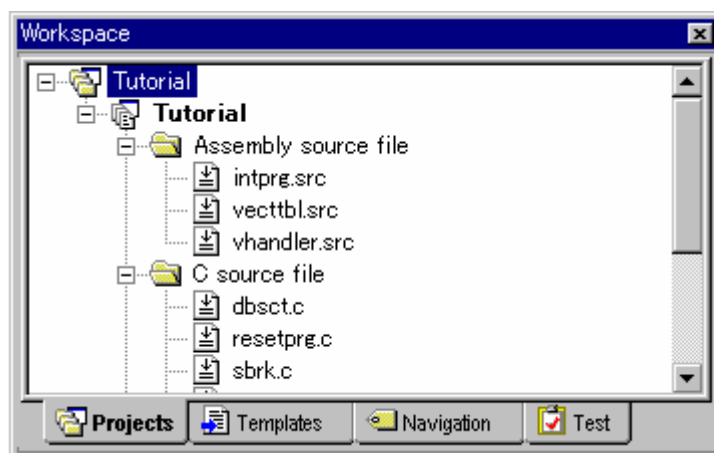 Workspace
Tutorial
Tutorial
Assembly source file
intprg.src
vecttbl.src
vhandler.src
C source file
dbsct.c
resetprg.c
sbrk.c
Projects Templates Navigation Test